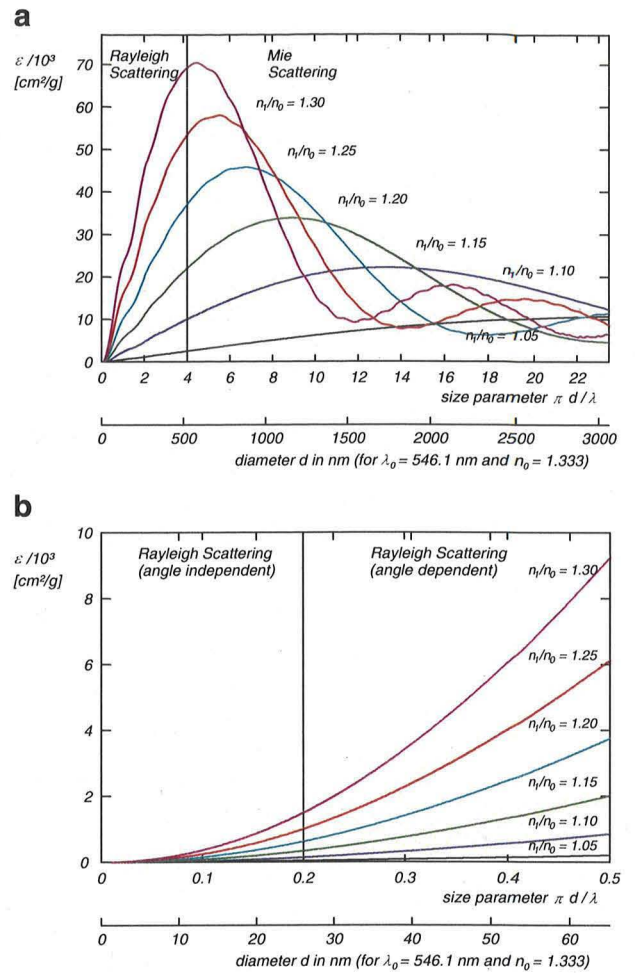 a
ε /10³
[cm²/g]
70
60
50
40
30
20
10
0
Rayleigh
Scattering
Mie
Scattering
n₁/n₀ = 1.30
n₁/n₀ = 1.25
n₁/n₀ = 1.20
n₁/n₀ = 1.15
n₁/n₀ = 1.10
n₁/n₀ = 1.05
0 2 4 6 8 10 12 14 16 18 20 22
size parameter π d / λ
0 500 1000 1500 2000 2500 3000
diameter d in nm (for λ₀ = 546.1 nm and n₀ = 1.333)
b
ε /10³
[cm²/g]
10
8
6
4
2
0
Rayleigh Scattering
(angle independent)
Rayleigh Scattering
(angle dependent)
n₁/n₀ = 1.30
n₁/n₀ = 1.25
n₁/n₀ = 1.20
n₁/n₀ = 1.15
n₁/n₀ = 1.10
n₁/n₀ = 1.05
0 0.1 0.2 0.3 0.4 0.5
size parameter π d / λ
0 10 20 30 40 50 60
diameter d in nm (for λ₀ = 546.1 nm and n₀ = 1.333)